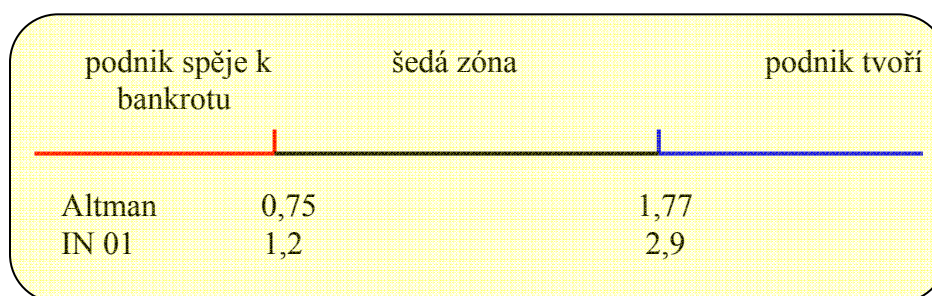 podnik spěje k bankrotu šedá zóna podnik tvoří
Altman 0,75 1,77
IN 01 1,2 2,9